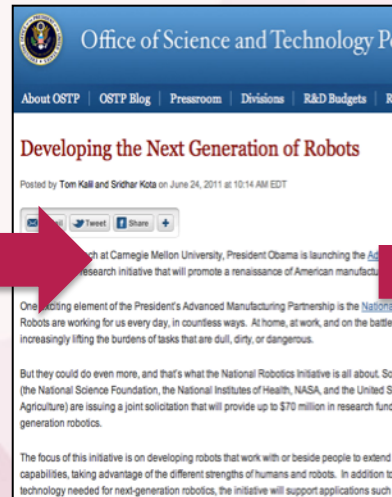 Office of Science and Technology
About OSTP OSTP Blog Pressroom Divisions R&D Budgets
Developing the Next Generation of Robots
Posted by Tom Kalil and Sridhar Kota on June 24, 2011 at 10:14 AM EDT
Tweet Share +
at Carnegie Mellon University, President Obama is launching the
research initiative that will promote a renaissance of American
One exciting element of the President's Advanced Manufacturing Partnership is the National
Robots are working for us every day, in countless ways. At home, at work, and on the
increasingly lifting the burdens of tasks that are dull, dirty, or dangerous.
But they could do even more, and that's what the National Robotics Initiative is all about.
(the National Science Foundation, the National Institutes of Health, NASA, and the United
Agriculture) are issuing a joint solicitation that will provide up to $70 million in research
generation robotics.
The focus of this initiative is on developing robots that work with or beside people to extend
capabilities, taking advantage of the different strengths of humans and robots. In addition to
technology needed for next-generation robotics, the initiative will support applications such